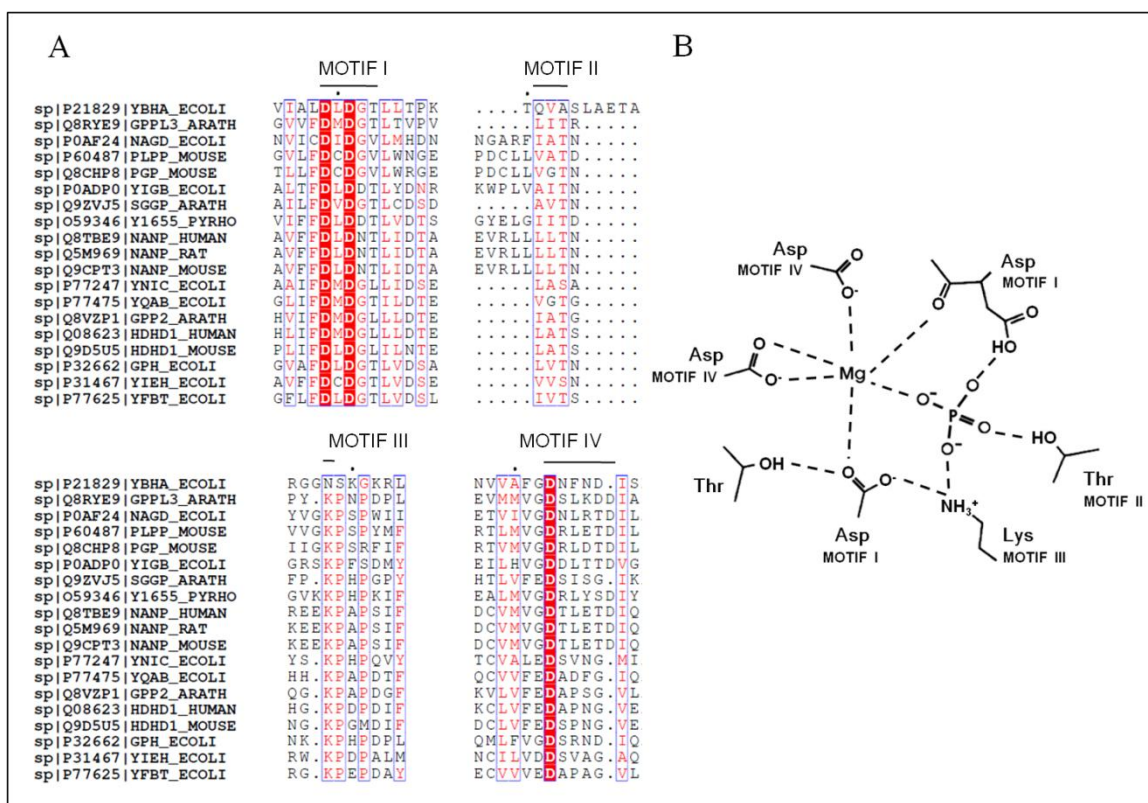 A
MOTIF I MOTIF II
sp|P21829|YBHA_ECOLI VIALDLDGTLLTPK ....TQVASLAETA
sp|Q8RYE9|GPPL3_ARATH GVVFDMDGTLTVPV .....LITR.....
sp|P0AF24|NAGD_ECOLI NVICDIDGVLMHDN NGARFIATN.....
sp|P60487|PLPP_MOUSE GVLFDCDGVLWNGE PDCLLVATD.....
sp|Q8CHP8|PGP_MOUSE TLLFDCDGVLWRGE PDCLLVGTN.....
sp|P0ADP0|YIGB_ECOLI ALTFDLDDTLYDNR KWPLVAITN.....
sp|Q9ZVJ5|SGGP_ARATH AILFDVDGTLCDSD .....AVTN.....
sp|O59346|Y1655_PYRHO VIFFDLDDTLVDTS GYELGIITD.....
sp|Q8TBE9|NANP_HUMAN AVFFDLDNTLIDTA EVRLLLLTN.....
sp|Q5M969|NANP_RAT AVFFDLDNTLIDTA EVRLLLLTN.....
sp|Q9CPT3|NANP_MOUSE AVFFDLDNTLIDTA EVRLLLLTN.....
sp|P77247|YNIC_ECOLI AAIFDMDGLLIDSE .....LASA.....
sp|P77475|YQAB_ECOLI GLIFDMDGTILDTE .....VGTG.....
sp|Q8VZP1|GPP2_ARATH HVIFDMDGLLLDTE .....LATG.....
sp|Q08623|HDHD1_HUMAN HLIFDMDGLLLDTE .....LATS.....
sp|Q9D5U5|HDHD1_MOUSE PLIFDLDGLILNTE .....LATS.....
sp|P32662|GPH_ECOLI GVAFDLDGTLVDSA .....IVTN.....
sp|P31467|YIEH_ECOLI AVFFDCDGTLVDSE .....VVSN.....
sp|P77625|YFBT_ECOLI GFLFDLDGTLVDSL .....IVTS.....
MOTIF III MOTIF IV
sp|P21829|YBHA_ECOLI RGGNSKGKRL NVVAFGDNFND.IS
sp|Q8RYE9|GPPL3_ARATH PY.KPNPDPL EVMMVGDSLKDDIA
sp|P0AF24|NAGD_ECOLI YVGKPSPWII ETVIVGDNLRTDIL
sp|P60487|PLPP_MOUSE VVGKPSPYMF RTLMVGDRLETDIL
sp|Q8CHP8|PGP_MOUSE IIGKPSRFIF RTVMVGDRLDTDIL
sp|P0ADP0|YIGB_ECOLI GRSKPFSDMY EILHVGDDLTTDVG
sp|Q9ZVJ5|SGGP_ARATH FP.KPHPGPY HTLVFEDSISG.IK
sp|O59346|Y1655_PYRHO GVKKPHPKIF EALMVGDRLYSDIY
sp|Q8TBE9|NANP_HUMAN REEKPAPSIF DCVMVGDTLETDIQ
sp|Q5M969|NANP_RAT KEEKPAPSIF DCVMVGDTLETDIQ
sp|Q9CPT3|NANP_MOUSE KEEKPAPSIF DCVMVGDTLETDIQ
sp|P77247|YNIC_ECOLI YS.KPHPQVY TCVALEDSVNG.MI
sp|P77475|YQAB_ECOLI HH.KPAPDTF QCVVFEDADFG.IQ
sp|Q8VZP1|GPP2_ARATH QG.KPAPDGF KVLVFEDAPSG.VL
sp|Q08623|HDHD1_HUMAN HG.KPDPDIF KCLVFEDAPNG.VE
sp|Q9D5U5|HDHD1_MOUSE NG.KPGMDIF DCLVFEDSPNG.VE
sp|P32662|GPH_ECOLI NK.KPHPDPL QMLFVGDSRND.IQ
sp|P31467|YIEH_ECOLI RW.KPDPALM NCILVDDSVAG.AQ
sp|P77625|YFBT_ECOLI RG.KPEPDAY ECVVVEDAPAG.VL
B
Asp
MOTIF IV
O
O-
Asp
MOTIF I
O
O
HO
Asp
MOTIF IV
O
O-
Mg
O-
O
P
O
O-
HO
Thr
MOTIF II
Thr
OH
O
O-
Asp
MOTIF I
NH3+
Lys
MOTIF III